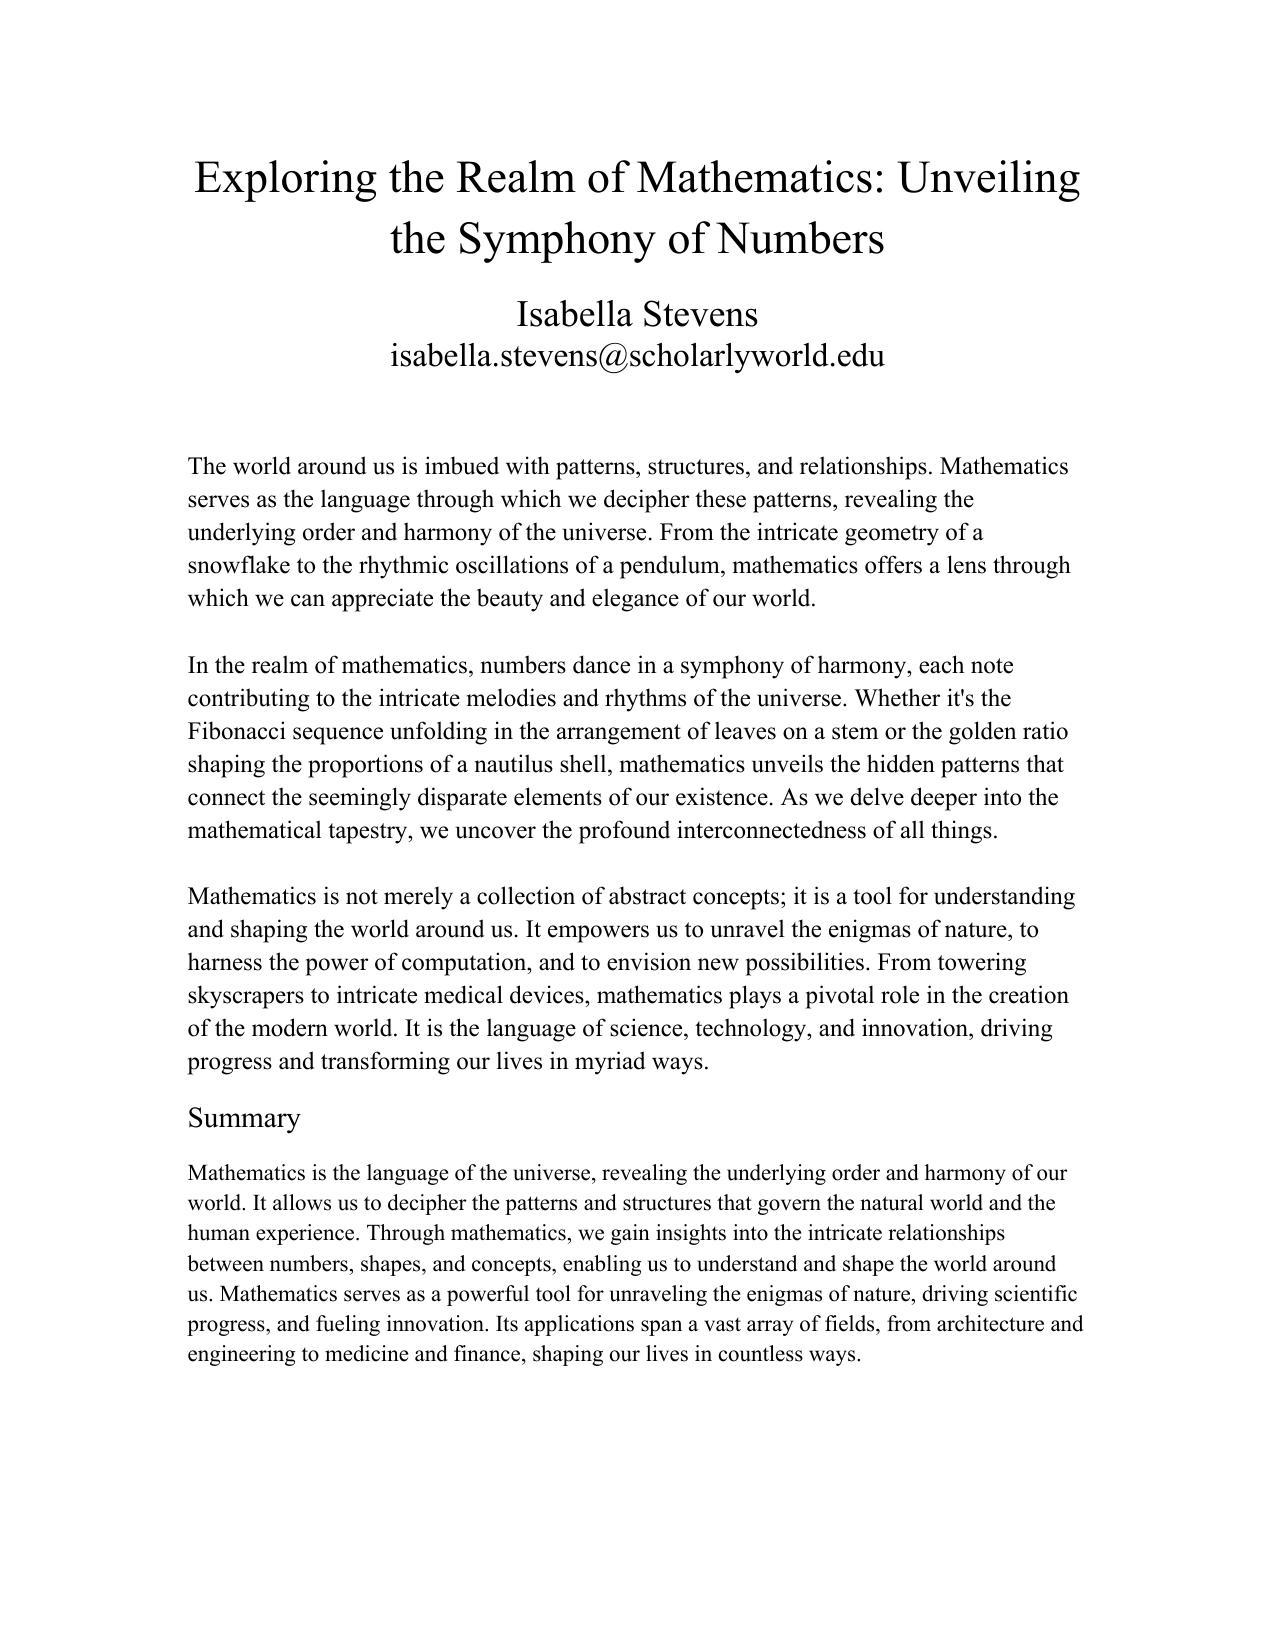 Exploring the Realm of Mathematics: Unveiling
the Symphony of Numbers
Isabella Stevens
isabella.stevens@scholarlyworld.edu
The world around us is imbued with patterns, structures, and relationships. Mathematics
serves as the language through which we decipher these patterns, revealing the
underlying order and harmony of the universe. From the intricate geometry of a
snowflake to the rhythmic oscillations of a pendulum, mathematics offers a lens through
which we can appreciate the beauty and elegance of our world.
In the realm of mathematics, numbers dance in a symphony of harmony, each note
contributing to the intricate melodies and rhythms of the universe. Whether it's the
Fibonacci sequence unfolding in the arrangement of leaves on a stem or the golden ratio
shaping the proportions of a nautilus shell, mathematics unveils the hidden patterns that
connect the seemingly disparate elements of our existence. As we delve deeper into the
mathematical tapestry, we uncover the profound interconnectedness of all things.
Mathematics is not merely a collection of abstract concepts; it is a tool for understanding
and shaping the world around us. It empowers us to unravel the enigmas of nature, to
harness the power of computation, and to envision new possibilities. From towering
skyscrapers to intricate medical devices, mathematics plays a pivotal role in the creation
of the modern world. It is the language of science, technology, and innovation, driving
progress and transforming our lives in myriad ways.
Summary
Mathematics is the language of the universe, revealing the underlying order and harmony of our
world. It allows us to decipher the patterns and structures that govern the natural world and the
human experience. Through mathematics, we gain insights into the intricate relationships
between numbers, shapes, and concepts, enabling us to understand and shape the world around
us. Mathematics serves as a powerful tool for unraveling the enigmas of nature, driving scientific
progress, and fueling innovation. Its applications span a vast array of fields, from architecture and
engineering to medicine and finance, shaping our lives in countless ways.